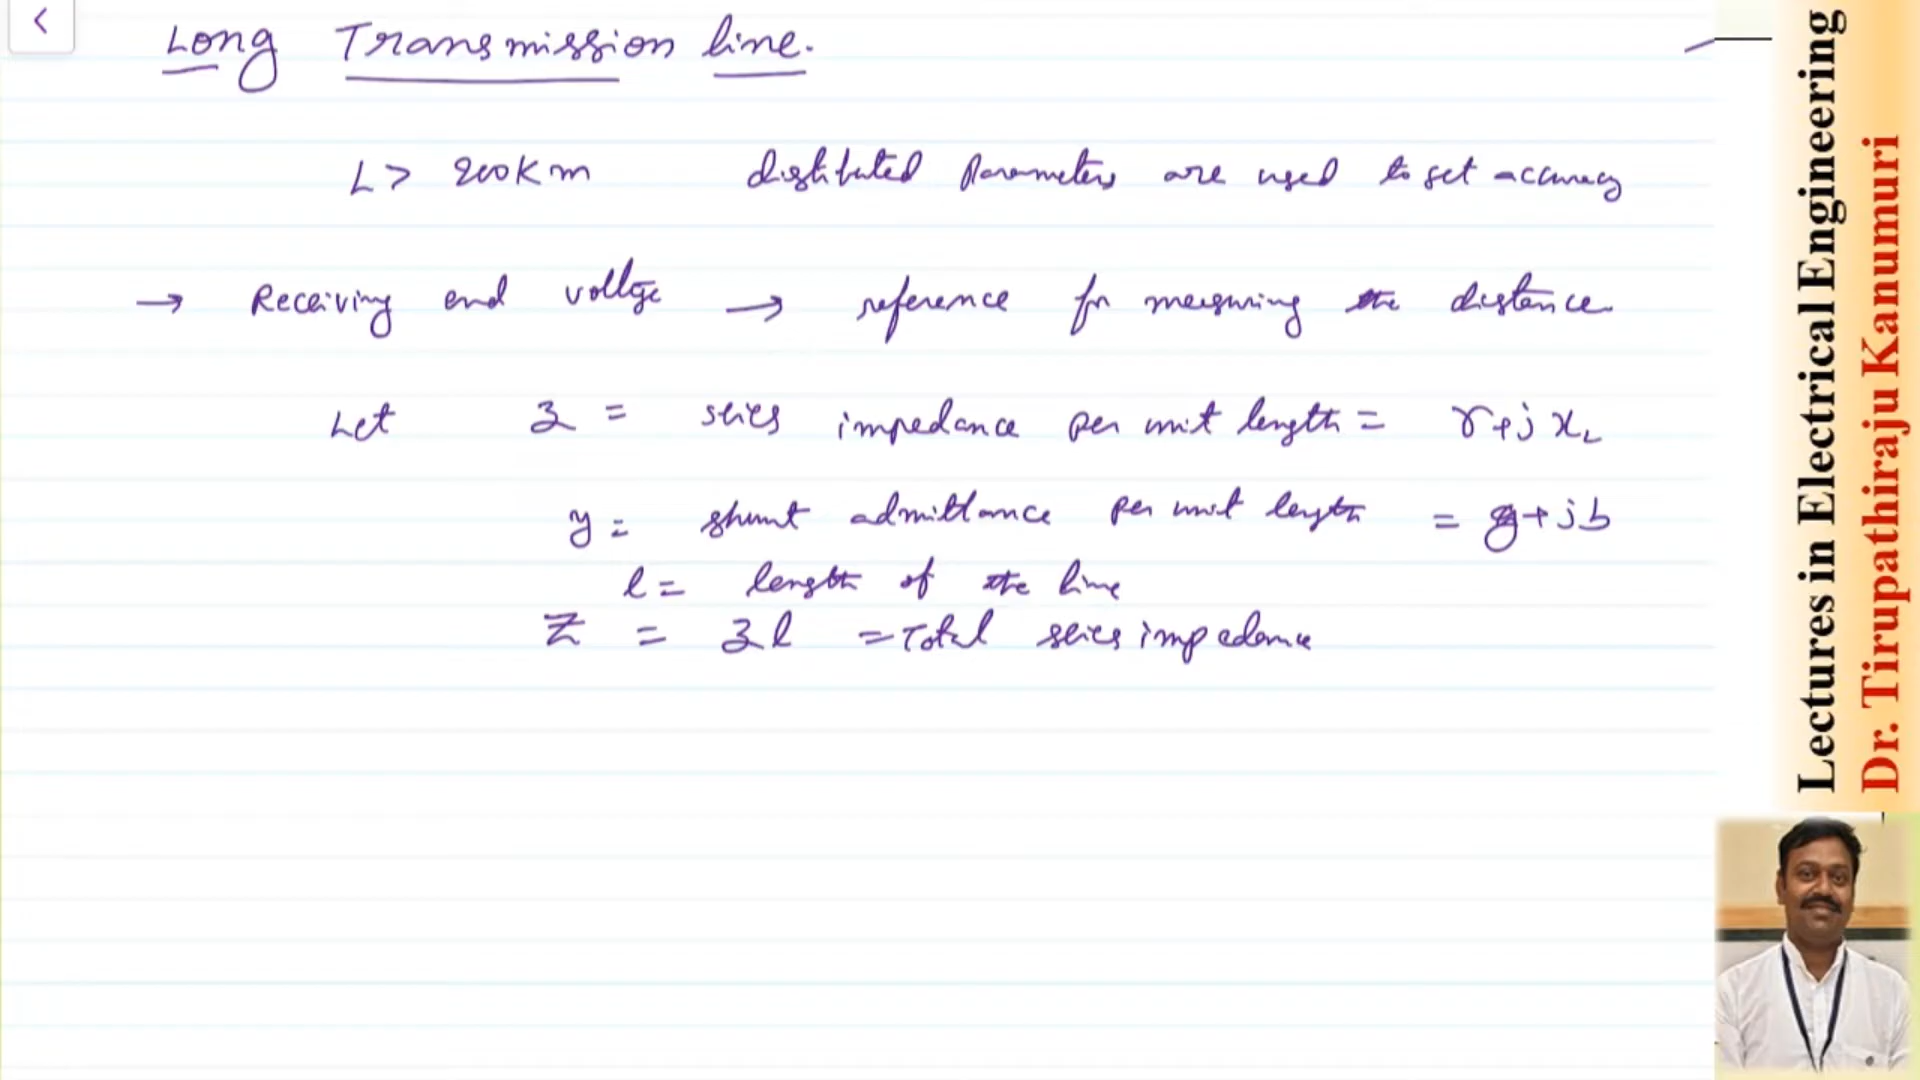 Long Transmission line.
L > 200Km distibuted Parameters are used to get accuracy
→ Receiving end voltage → reference for measuring the distance.
Let z = series impedance per unit length = r+j xL
y = shunt admittance per unit length = g+jb
l = length of the line
Z = zl = Total series impedance
Lectures in Electrical Engineering
Dr. Tirupathiraju Kanumuri